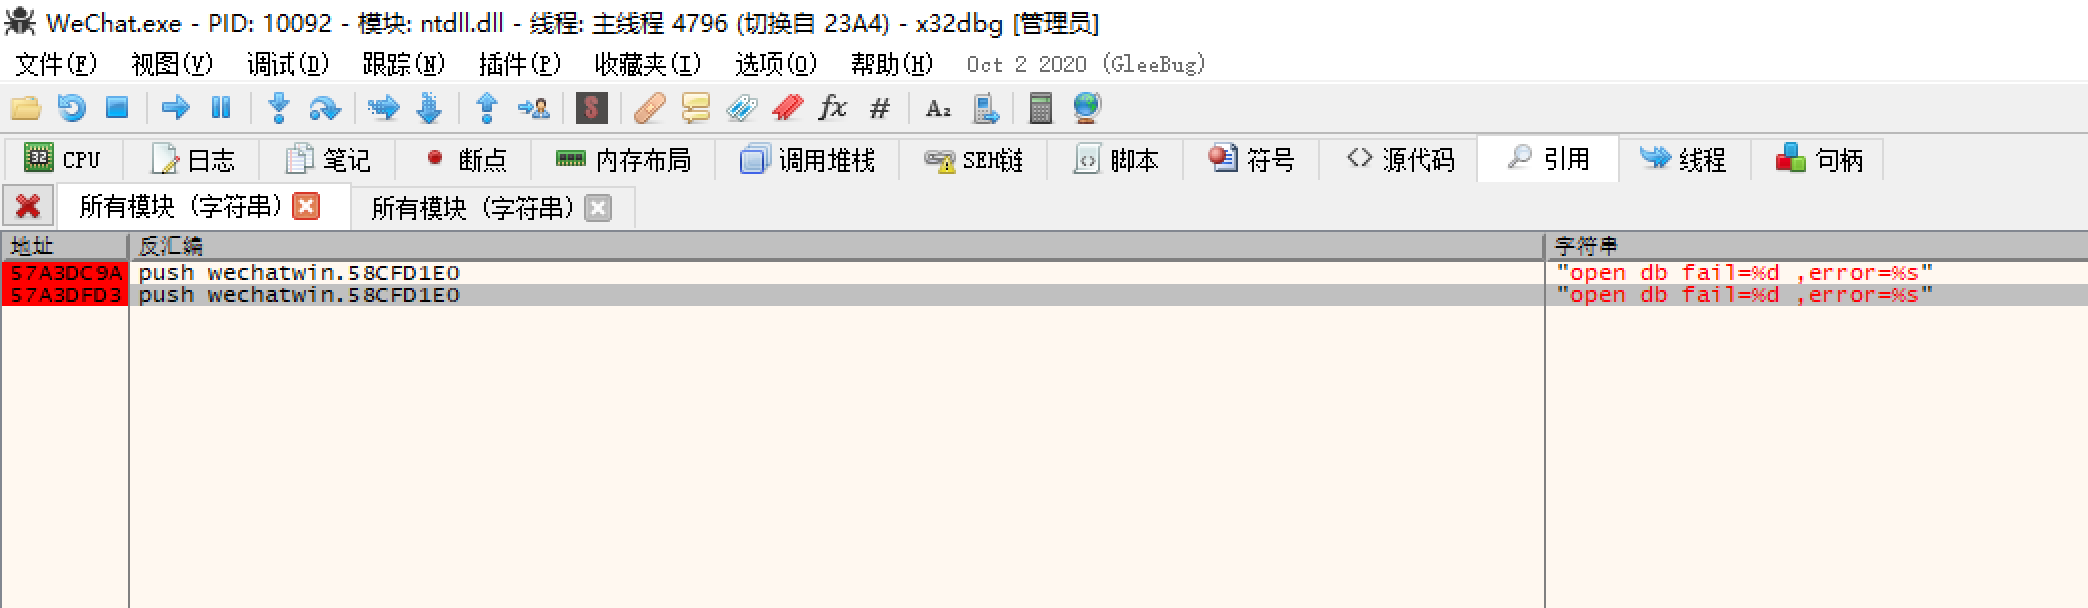 WeChat.exe - PID: 10092 - 模块: ntdll.dll - 线程: 主线程 4796 (切换自 23A4) - x32dbg [管理员]
文件(F) 视图(V) 调试(D) 跟踪(N) 插件(P) 收藏夹(I) 选项(O) 帮助(H) Oct 2 2020 (GleeBug)
S fx # Az
CPU 日志 笔记 断点 内存布局 调用堆栈 SEH链 脚本 符号 源代码 引用 线程 句柄
所有模块 (字符串) 所有模块 (字符串)
地址 反汇编 字符串
57A3DC9A push wechatwin.58CFD1E0 "open db fail=%d ,error=%s"
57A3DFD3 push wechatwin.58CFD1E0 "open db fail=%d ,error=%s"